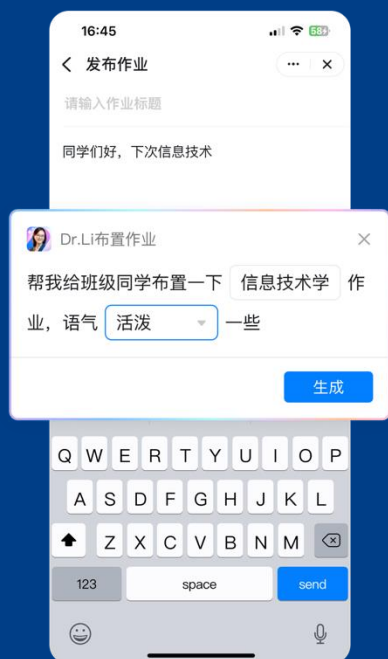 16:45
58
发布作业
请输入作业标题
同学们好，下次信息技术
Dr.Li布置作业
帮我给班级同学布置一下 信息技术学 作
业，语气 活泼 一些
生成
Q W E R T Y U I O P
A S D F G H J K L
Z X C V B N M
123 space send